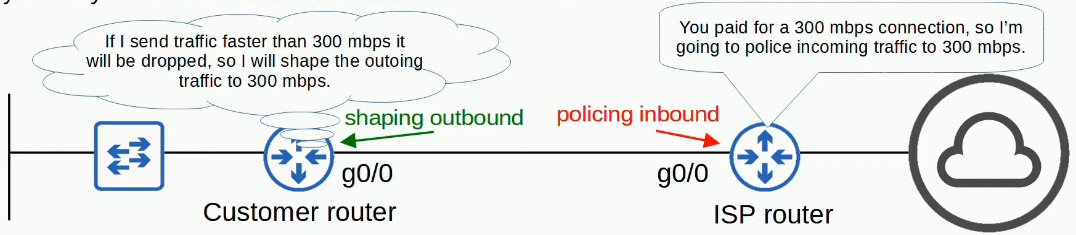 If I send traffic faster than 300 mbps it
will be dropped, so I will shape the outoing
traffic to 300 mbps.
You paid for a 300 mbps connection, so I'm
going to police incoming traffic to 300 mbps.
shaping outbound
policing inbound
g0/0
g0/0
Customer router
ISP router